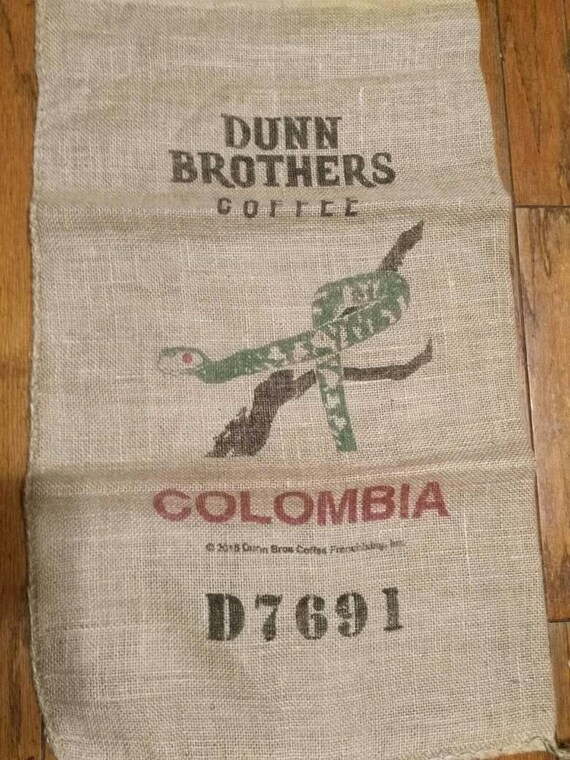 DUNN
BROTHERS
COFFEE
COLOMBIA
© 2015 Dunn Bros Coffee Franchising, Inc.
D7691